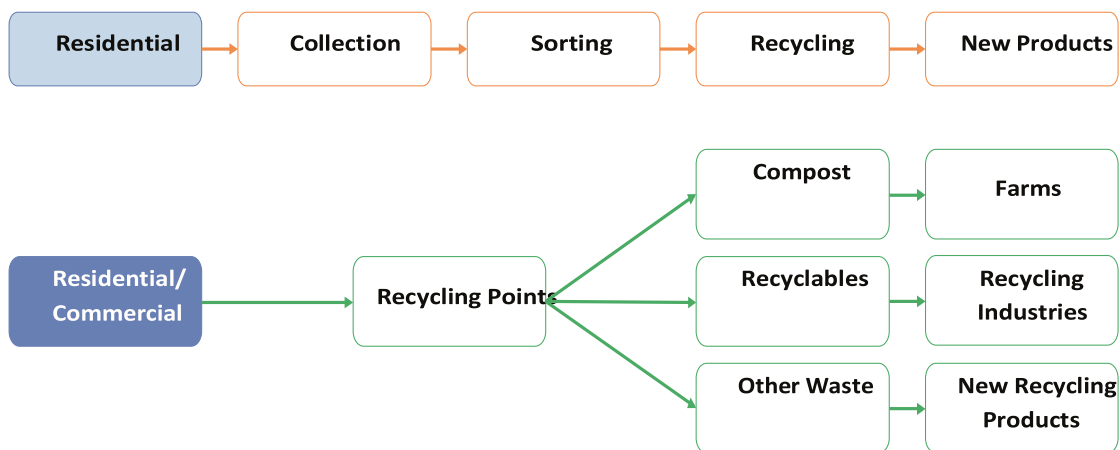 Residential
Collection
Sorting
Recycling
New Products
Compost
Farms
Residential/
Commercial
Recycling Points
Recyclables
Recycling
Industries
Other Waste
New Recycling
Products